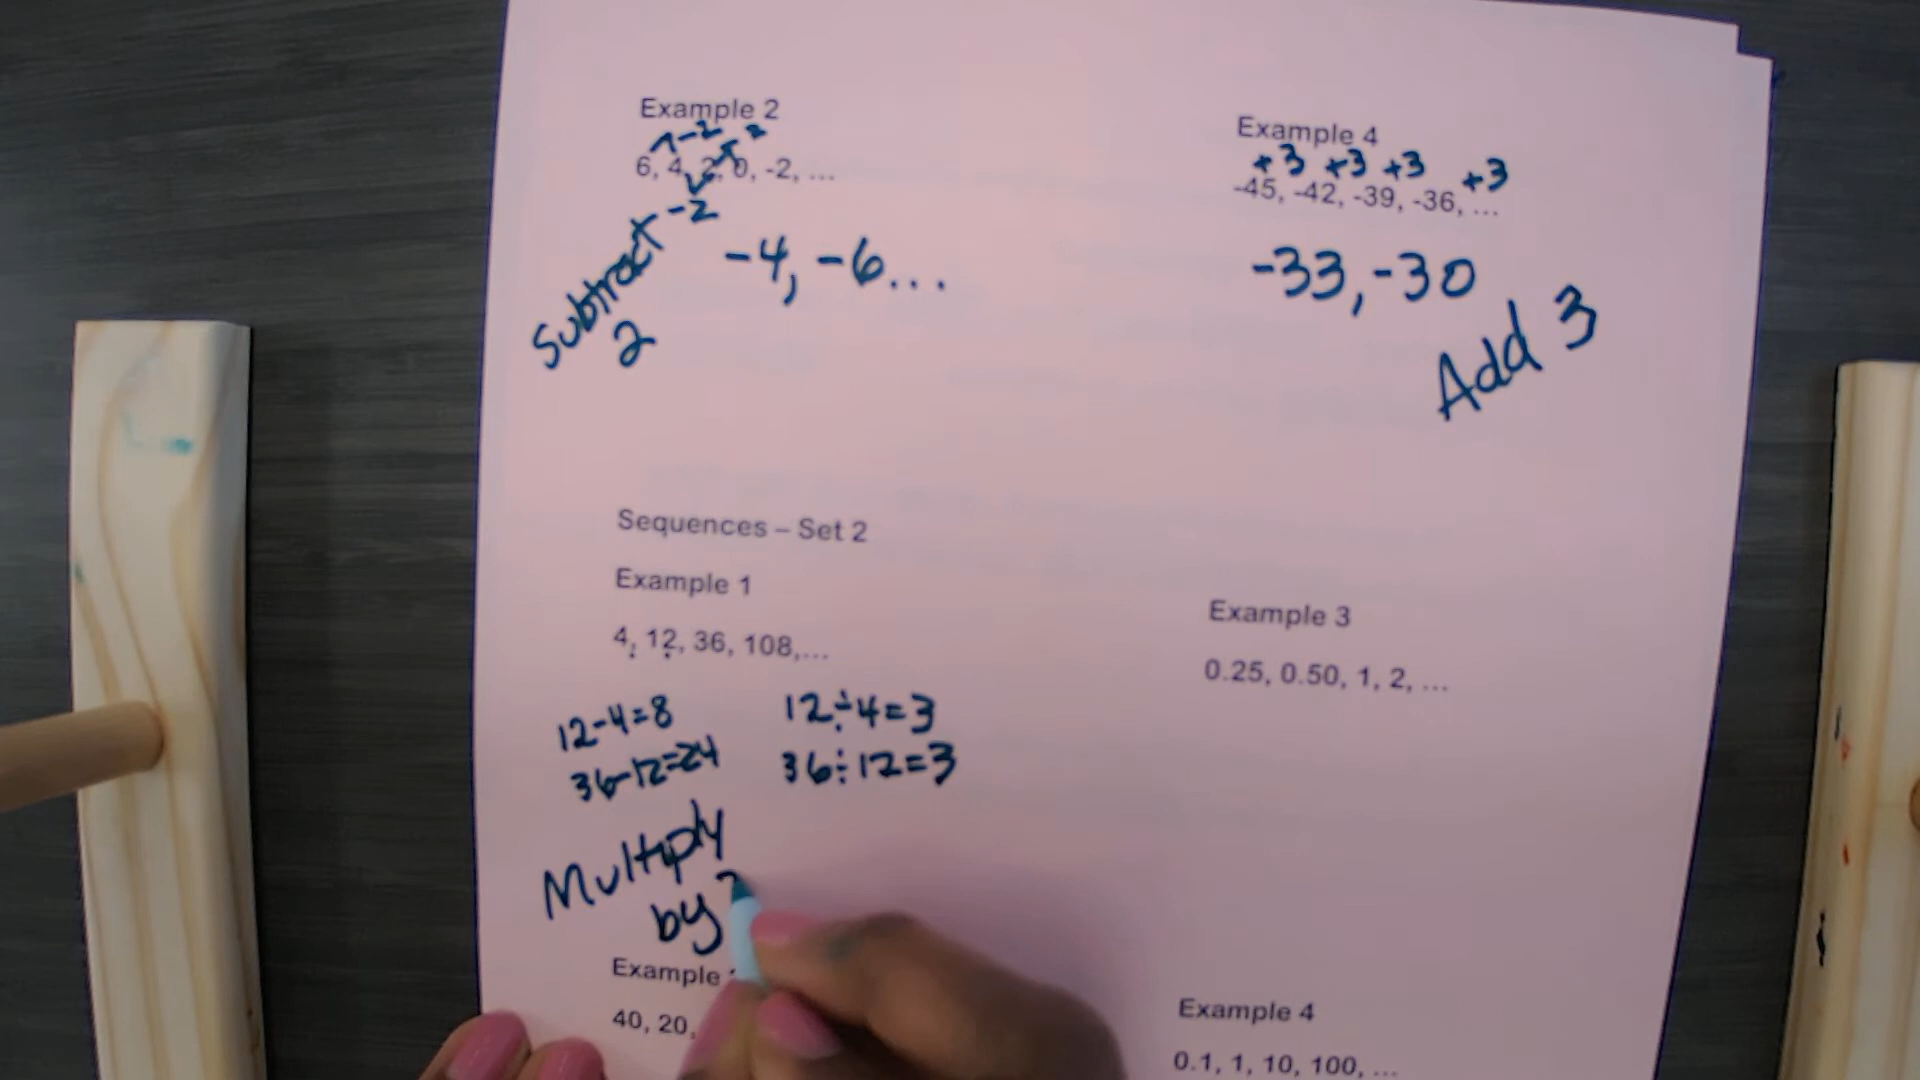 Example 2
-2 -2
6, 4, 2, 0, -2, ...
-2
Subtract
2
-4, -6...
Example 4
+3 +3 +3 +3
-45, -42, -39, -36, ...
-33, -30
Add 3
Sequences – Set 2
Example 1
4, 12, 36, 108,...
12-4=8
36-12=24
12÷4=3
36÷12=3
Multiply
by
Example 3
0.25, 0.50, 1, 2, ...
Example
40, 20,
Example 4
0.1, 1, 10, 100, ...